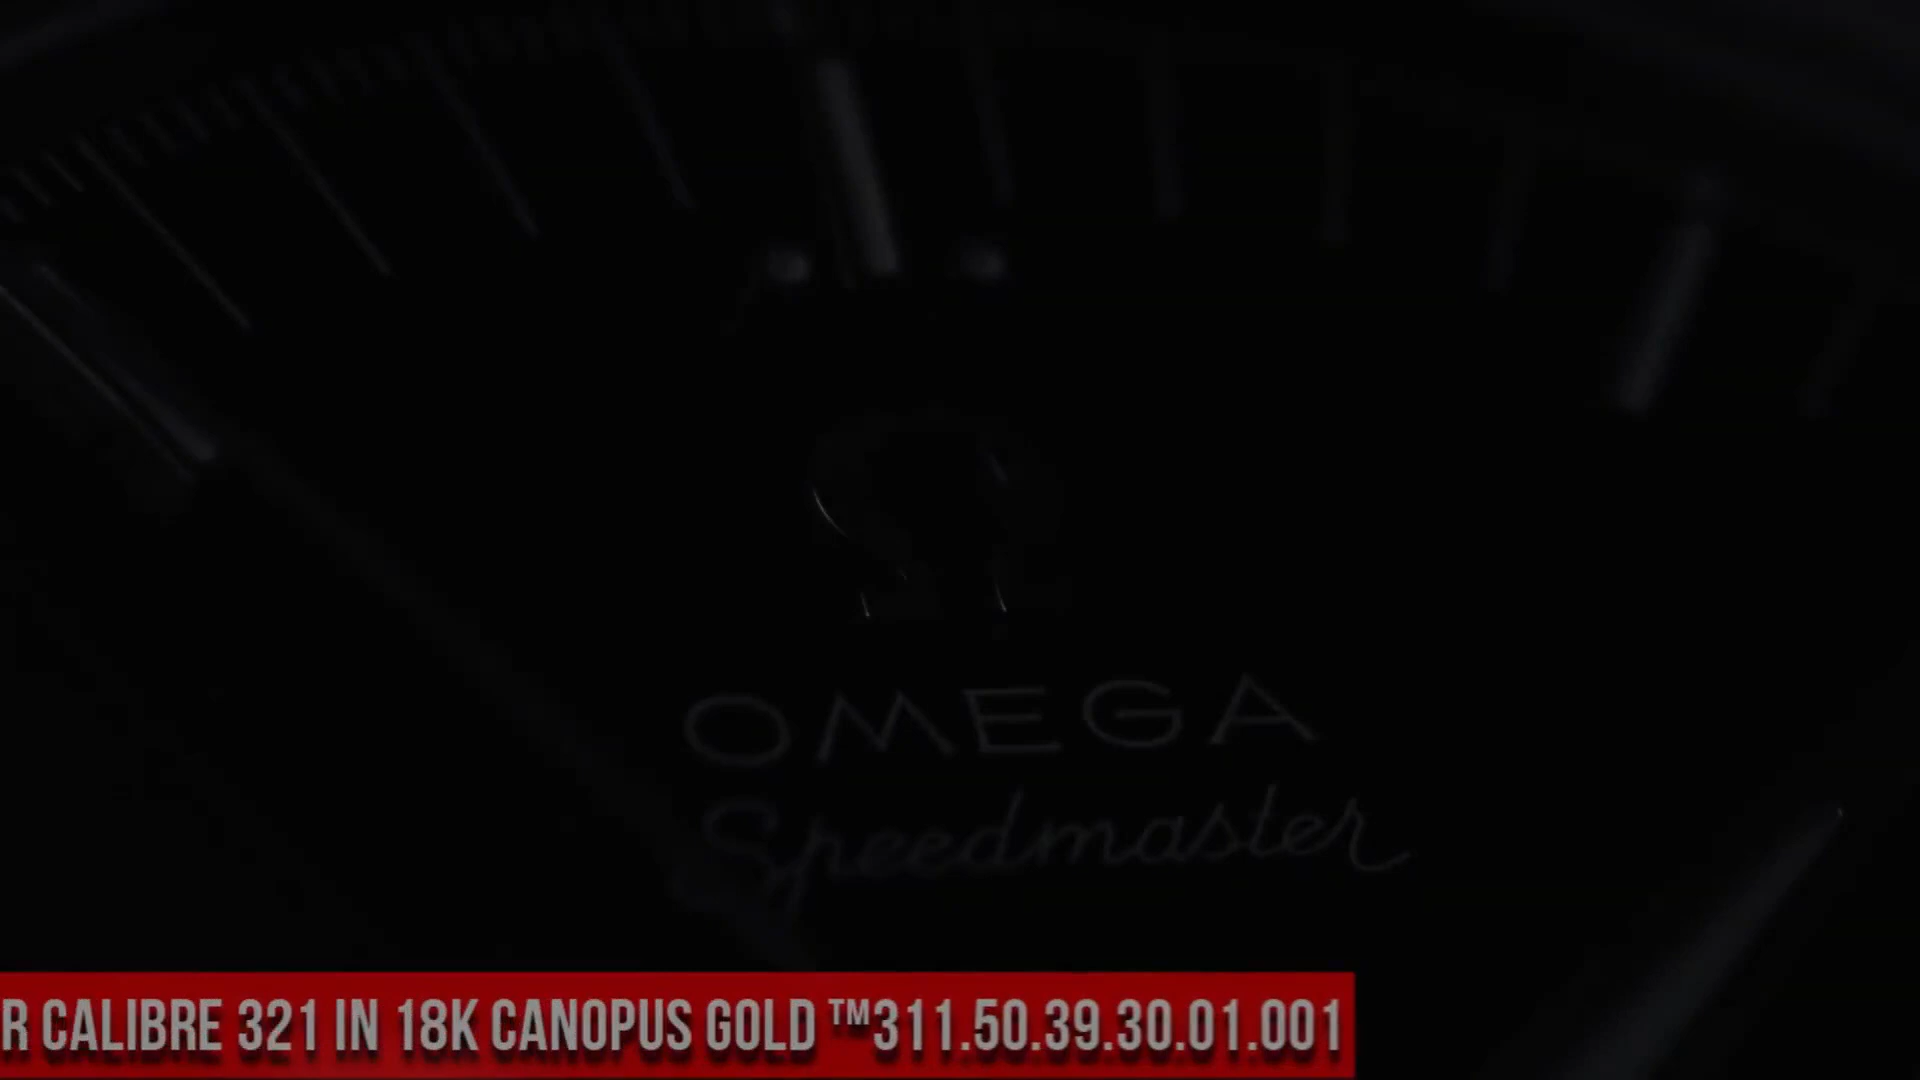 OMEGA
Speedmaster
R CALIBRE 321 IN 18K CANOPUS GOLD ™311.50.39.30.01.001